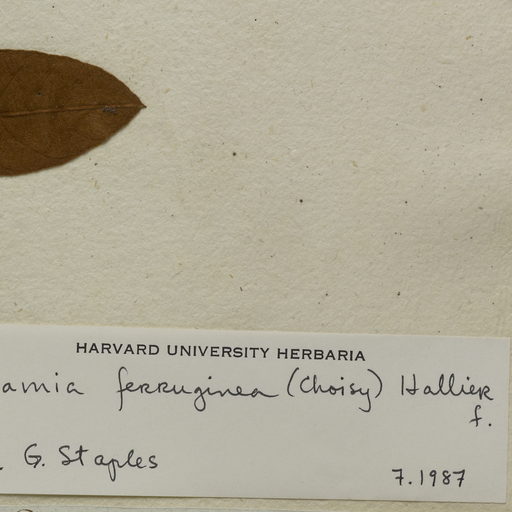 HARVARD UNIVERSITY HERBARIA
amia ferruginea (Choisy) Hallier
f.
. G. Staples
7.1987